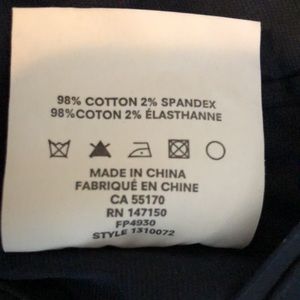 98% COTTON 2% SPANDEX
98%COTON 2% ÉLASTHANNE
MADE IN CHINA
FABRIQUÉ EN CHINE
CA 55170
RN 147150
FP4930
STYLE 1310072